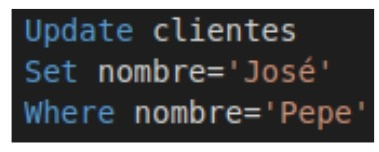 Update clientes
Set nombre='José'
Where nombre='Pepe'